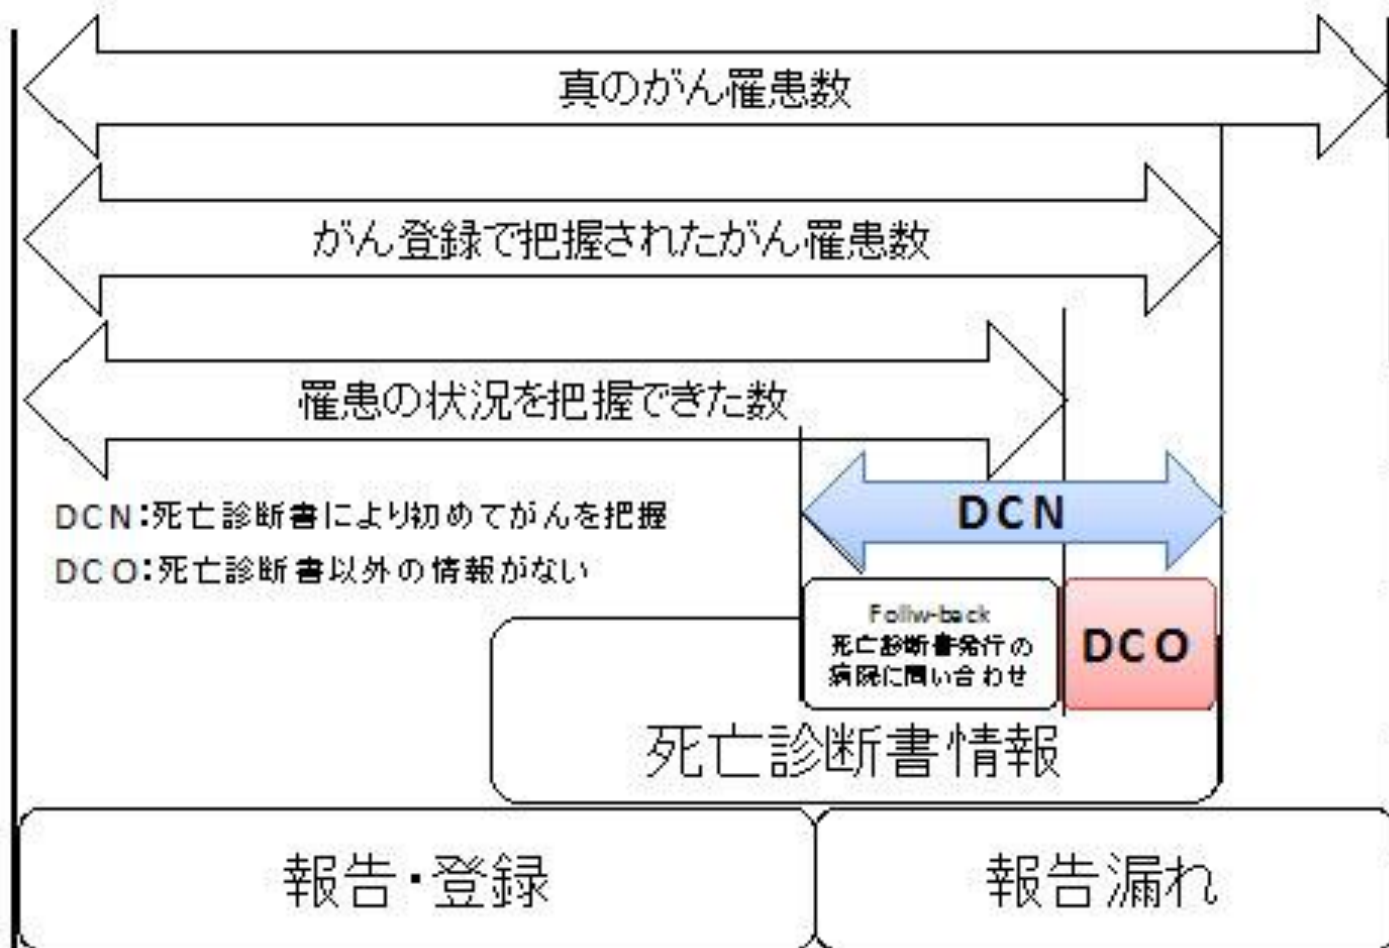 真のがん罹患数
がん登録で把握されたがん罹患数
罹患の状況を把握できた数
DCN:死亡診断書により初めてがんを把握
DCO:死亡診断書以外の情報がない
DCN
Follw-back
死亡診断書発行の
病院に問い合わせ
DCO
死亡診断書情報
報告・登録
報告漏れ